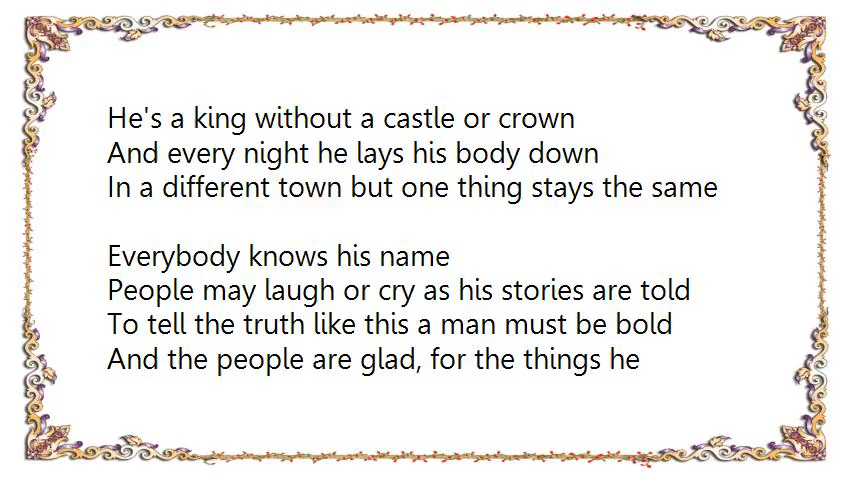 He's a king without a castle or crown
And every night he lays his body down
In a different town but one thing stays the same
Everybody knows his name
People may laugh or cry as his stories are told
To tell the truth like this a man must be bold
And the people are glad, for the things he